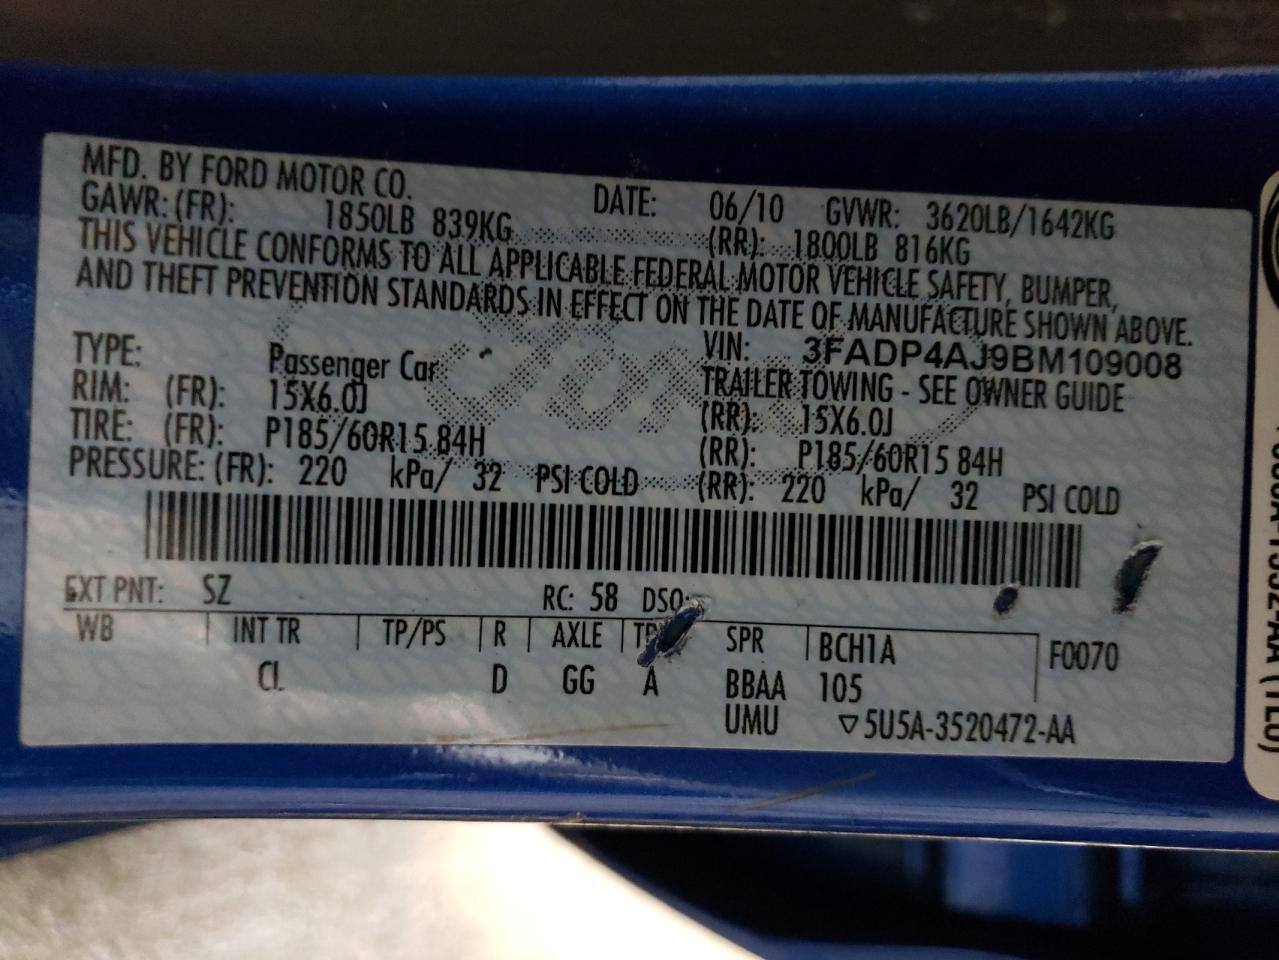 MFD. BY FORD MOTOR CO.
DATE: 06/10 GVWR: 3620LB/1642KG
GAWR: (FR): 1850LB 839KG (RR): 1800LB 816KG
THIS VEHICLE CONFORMS TO ALL APPLICABLE FEDERAL MOTOR VEHICLE SAFETY, BUMPER,
AND THEFT PREVENTION STANDARDS IN EFFECT ON THE DATE OF MANUFACTURE SHOWN ABOVE.
VIN: 3FADP4AJ9BM109008
TYPE: Passenger Car TRAILER TOWING - SEE OWNER GUIDE
RIM: (FR): 15X6.0J (RR): 15X6.0J
TIRE: (FR): P185/60R15 84H (RR): P185/60R15 84H
PRESSURE: (FR): 220 kPa/ 32 PSI COLD (RR): 220 kPa/ 32 PSI COLD
EXT PNT: SZ RC: 58 DSO:
WB INT TR TP/PS R AXLE SPR BCH1A F0070
CL D GG A BBAA 105
UMU ▽5U5A-3520472-AA